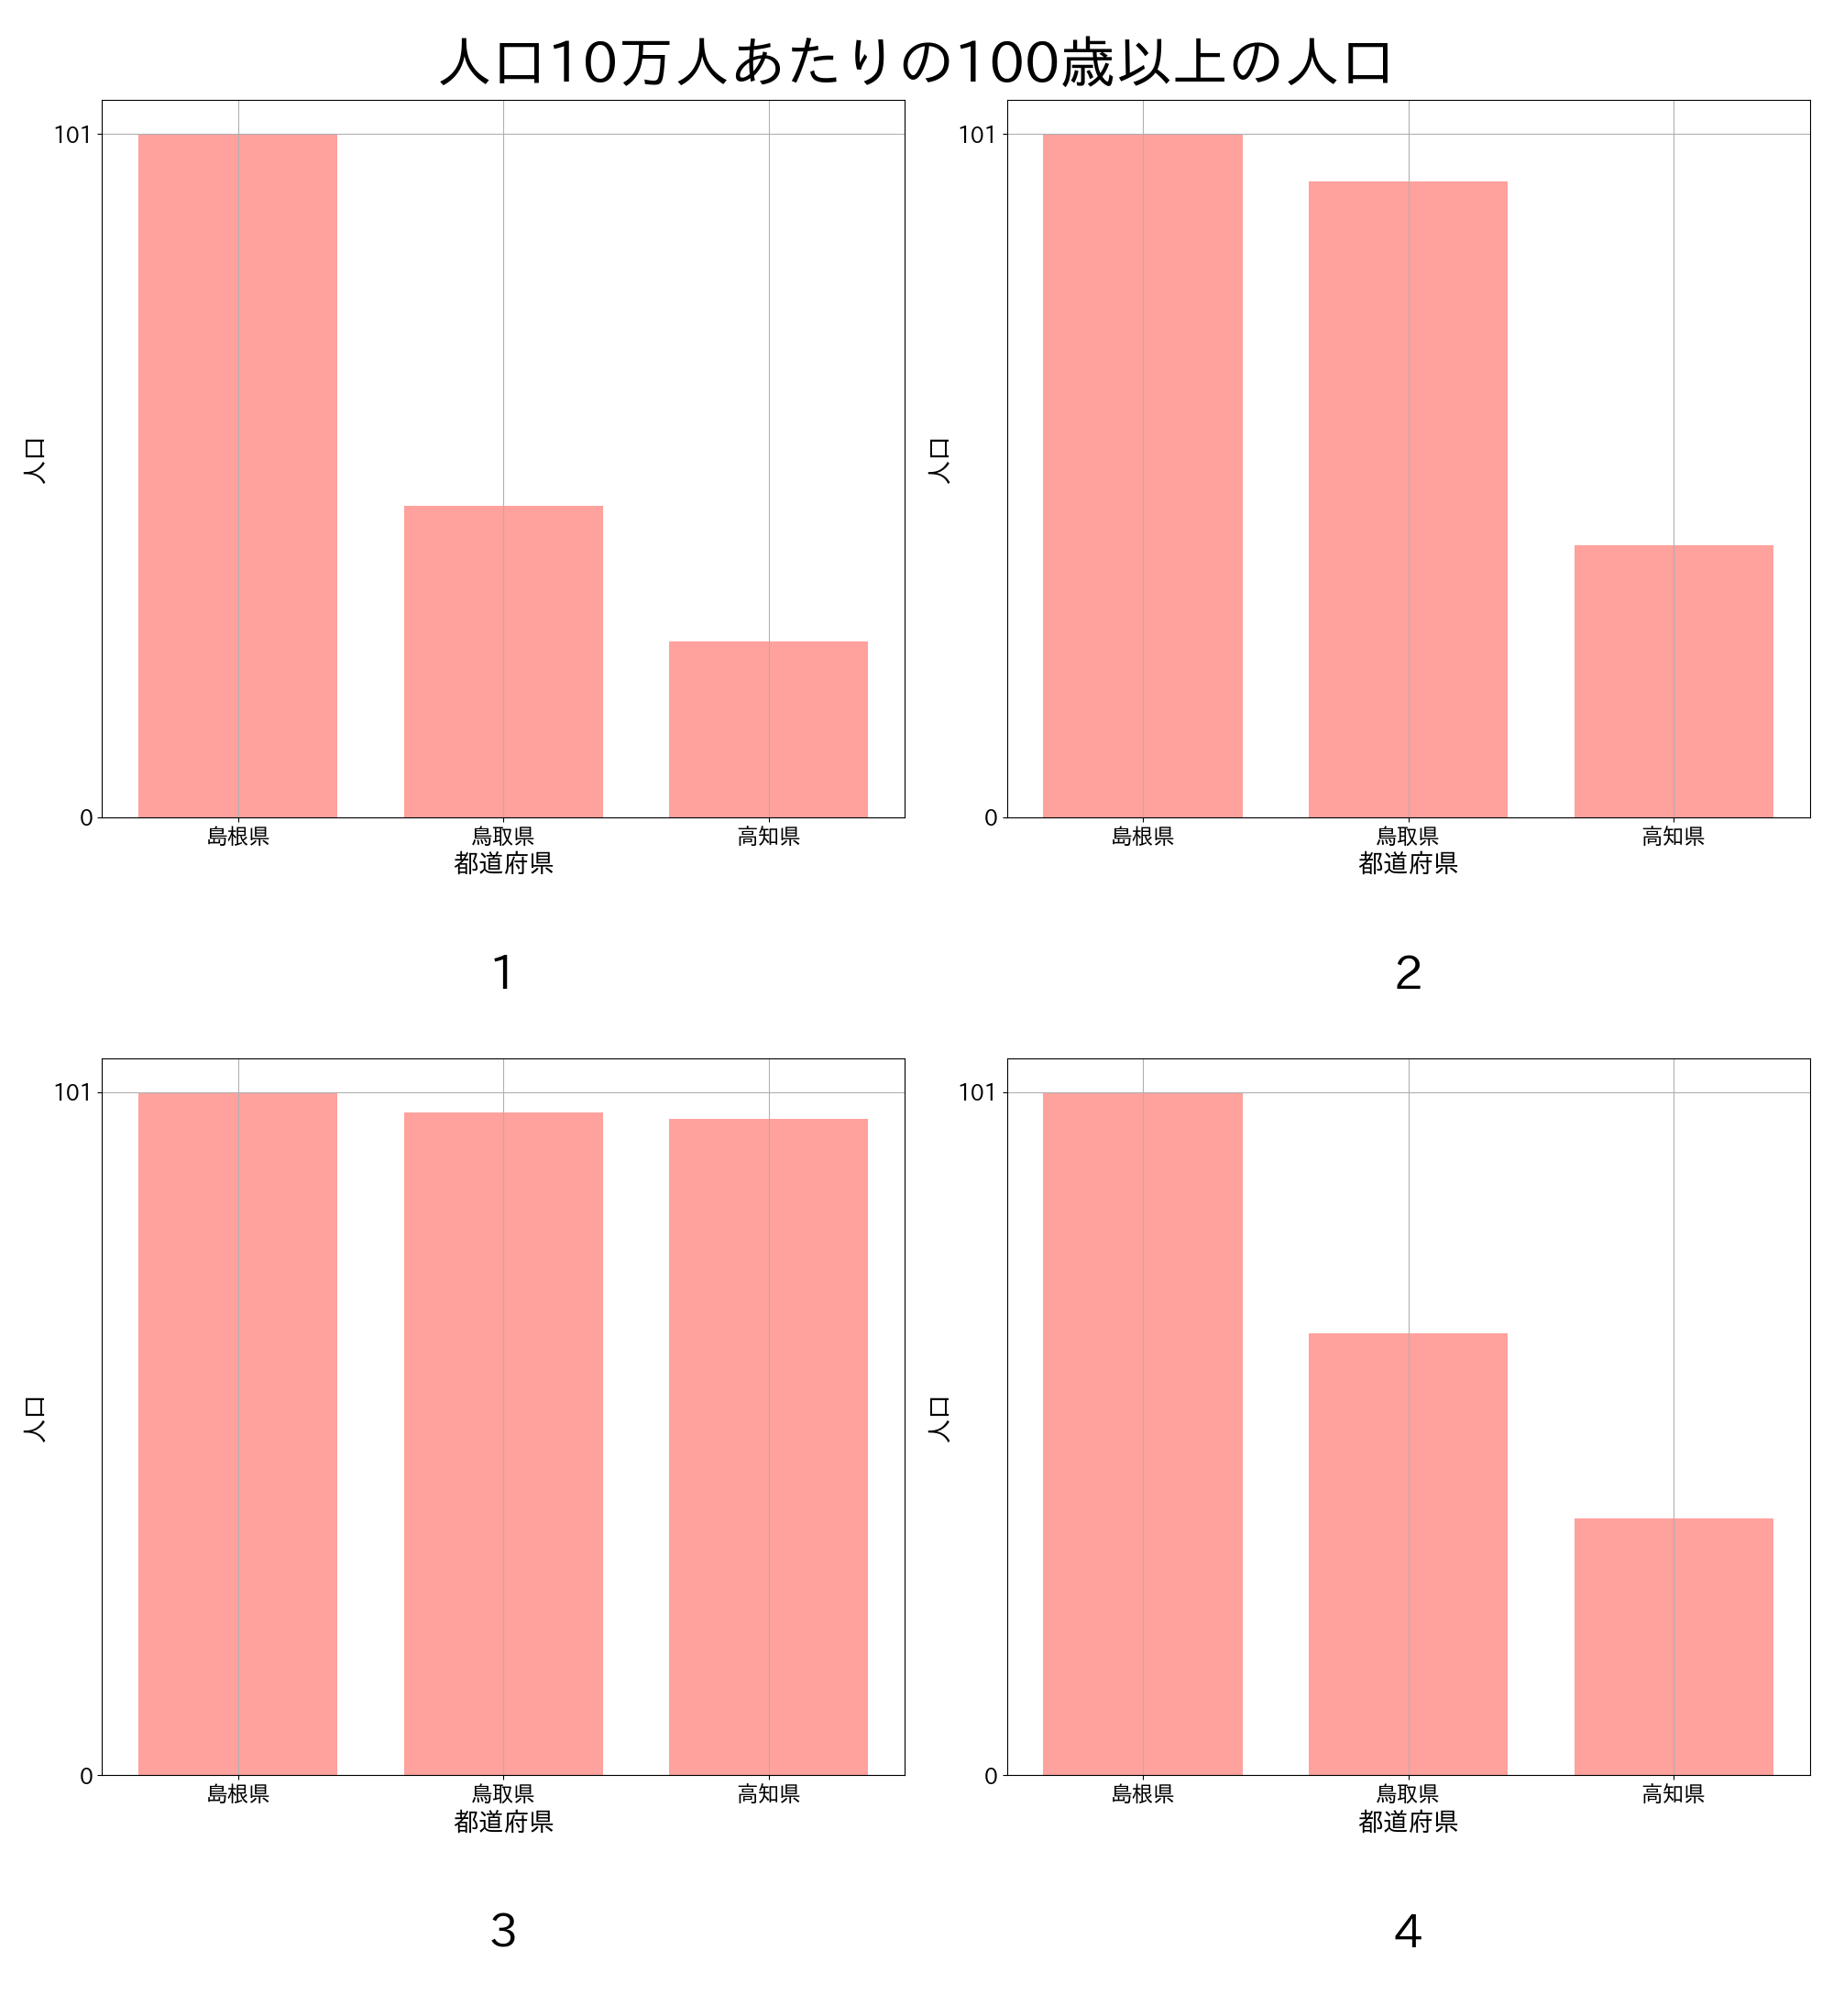 人口10万人あたりの100歳以上の人口
101
0
人口
島根県 鳥取県 高知県
都道府県
1
101
0
人口
島根県 鳥取県 高知県
都道府県
2
101
0
人口
島根県 鳥取県 高知県
都道府県
3
101
0
人口
島根県 鳥取県 高知県
都道府県
4